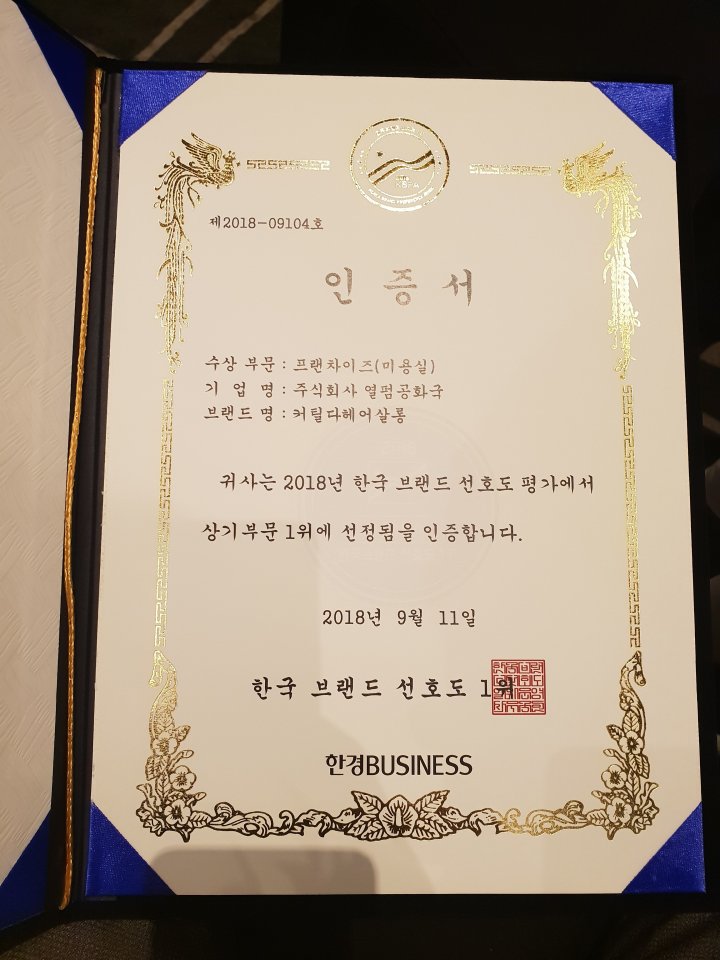 제2018-09104호
인 증 서
수상 부문 : 프랜차이즈(미용실)
기 업 명 : 주식회사 열펌공화국
브랜드 명 : 커틸다헤어살롱
귀사는 2018년 한국 브랜드 선호도 평가에서
상기부문 1위에 선정됨을 인증합니다.
2018년 9월 11일
한국 브랜드 선호도 1위
한경BUSINESS